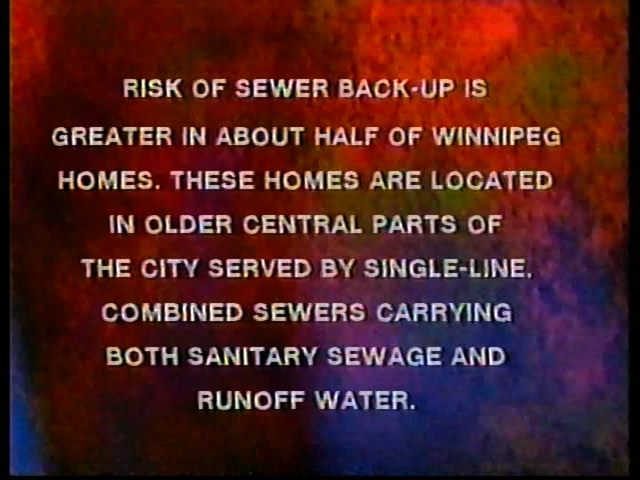 RISK OF SEWER BACK-UP IS
GREATER IN ABOUT HALF OF WINNIPEG
HOMES. THESE HOMES ARE LOCATED
IN OLDER CENTRAL PARTS OF
THE CITY SERVED BY SINGLE-LINE.
COMBINED SEWERS CARRYING
BOTH SANITARY SEWAGE AND
RUNOFF WATER.